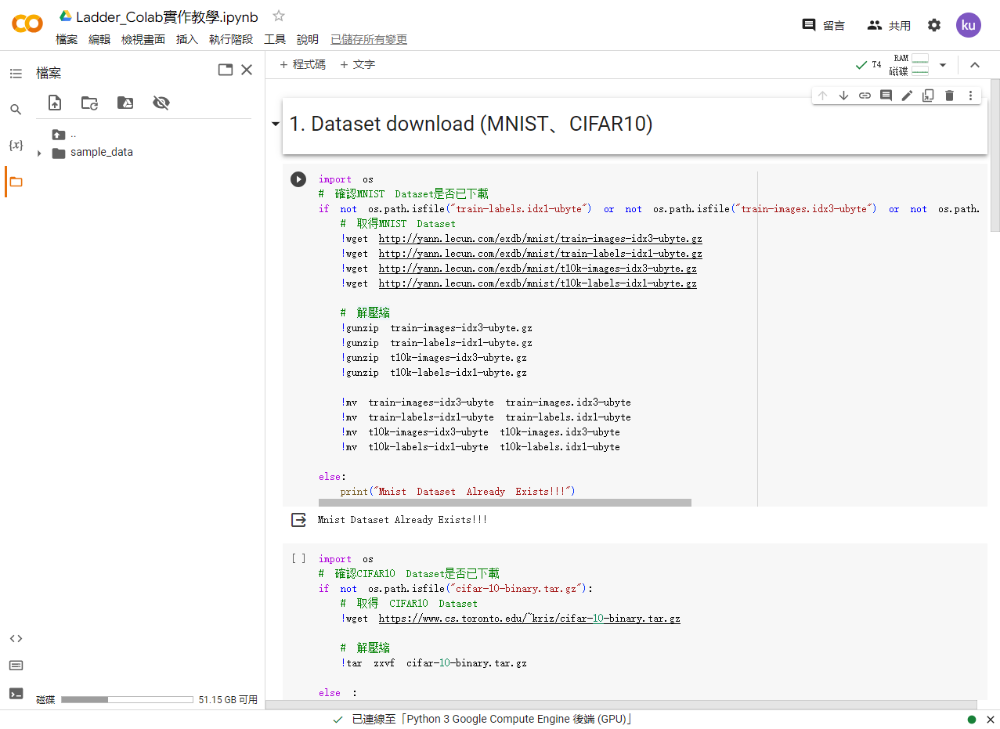 Ladder_Colab實作教學.ipynb
檔案 編輯 檢視畫面 插入 執行階段 工具 說明 已儲存所有變更
留言 共用 ku
檔案
+ 程式碼 + 文字
T4 RAM
磁碟
..
sample_data
1. Dataset download (MNIST、CIFAR10)
import os
# 確認MNIST Dataset是否已下載
if not os.path.isfile("train-labels.idx1-ubyte") or not os.path.isfile("train-images.idx3-ubyte") or not os.path.
# 取得MNIST Dataset
!wget http://yann.lecun.com/exdb/mnist/train-images-idx3-ubyte.gz
!wget http://yann.lecun.com/exdb/mnist/train-labels-idx1-ubyte.gz
!wget http://yann.lecun.com/exdb/mnist/t10k-images-idx3-ubyte.gz
!wget http://yann.lecun.com/exdb/mnist/t10k-labels-idx1-ubyte.gz
# 解壓縮
!gunzip train-images-idx3-ubyte.gz
!gunzip train-labels-idx1-ubyte.gz
!gunzip t10k-images-idx3-ubyte.gz
!gunzip t10k-labels-idx1-ubyte.gz
!mv train-images-idx3-ubyte train-images.idx3-ubyte
!mv train-labels-idx1-ubyte train-labels.idx1-ubyte
!mv t10k-images-idx3-ubyte t10k-images.idx3-ubyte
!mv t10k-labels-idx1-ubyte t10k-labels.idx1-ubyte
else:
print("Mnist Dataset Already Exists!!!")
Mnist Dataset Already Exists!!!
[ ] import os
# 確認CIFAR10 Dataset是否已下載
if not os.path.isfile("cifar-10-binary.tar.gz"):
# 取得 CIFAR10 Dataset
!wget https://www.cs.toronto.edu/~kriz/cifar-10-binary.tar.gz
# 解壓縮
!tar zxvf cifar-10-binary.tar.gz
else :
磁碟 51.15 GB 可用
已連線至「Python 3 Google Compute Engine 後端 (GPU)」